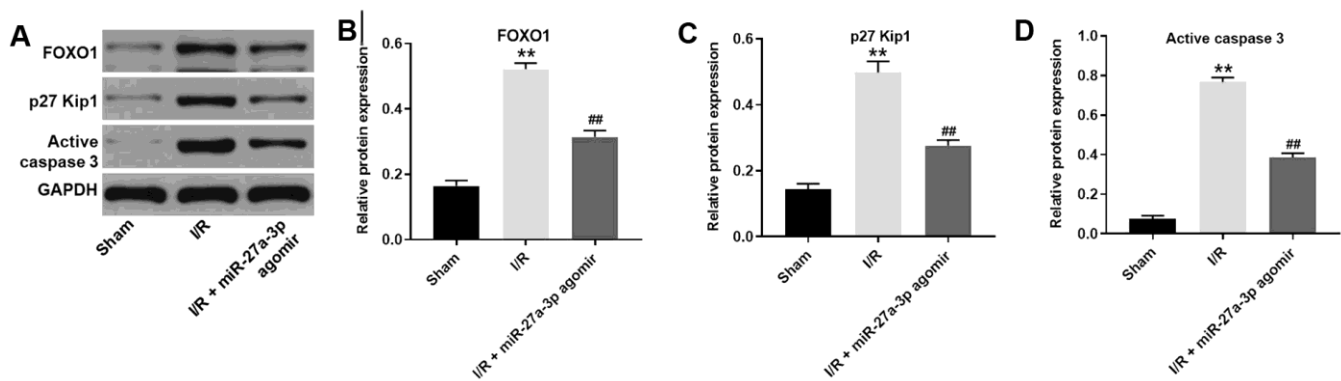 A
FOXO1
p27 Kip1
Active
caspase 3
GAPDH
Sham
I/R
I/R + miR-27a-3p
agomir
B
FOXO1
Relative protein expression
0.6
0.4
0.2
0.0
**
##
Sham
I/R
I/R + miR-27a-3p agomir
C
p27 Kip1
Relative protein expression
0.6
0.4
0.2
0.0
**
##
Sham
I/R
I/R + miR-27a-3p agomir
D
Active caspase 3
Relative protein expression
1.0
0.8
0.6
0.4
0.2
0.0
**
##
Sham
I/R
I/R + miR-27a-3p agomir